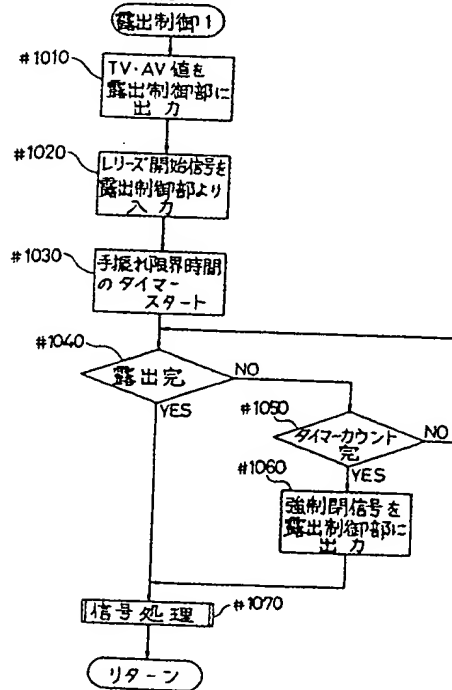 露出制御1
#1010
TV・AV値を
露出制御部に
出力
#1020
レリーズ開始信号を
露出制御部より
入力
#1030
手振れ限界時間
のタイマー
スタート
#1040
露出完
NO
YES
#1050
タイマーカウント
完
NO
YES
#1060
強制閉信号を
露出制御部に
出力
信号処理
#1070
リターン